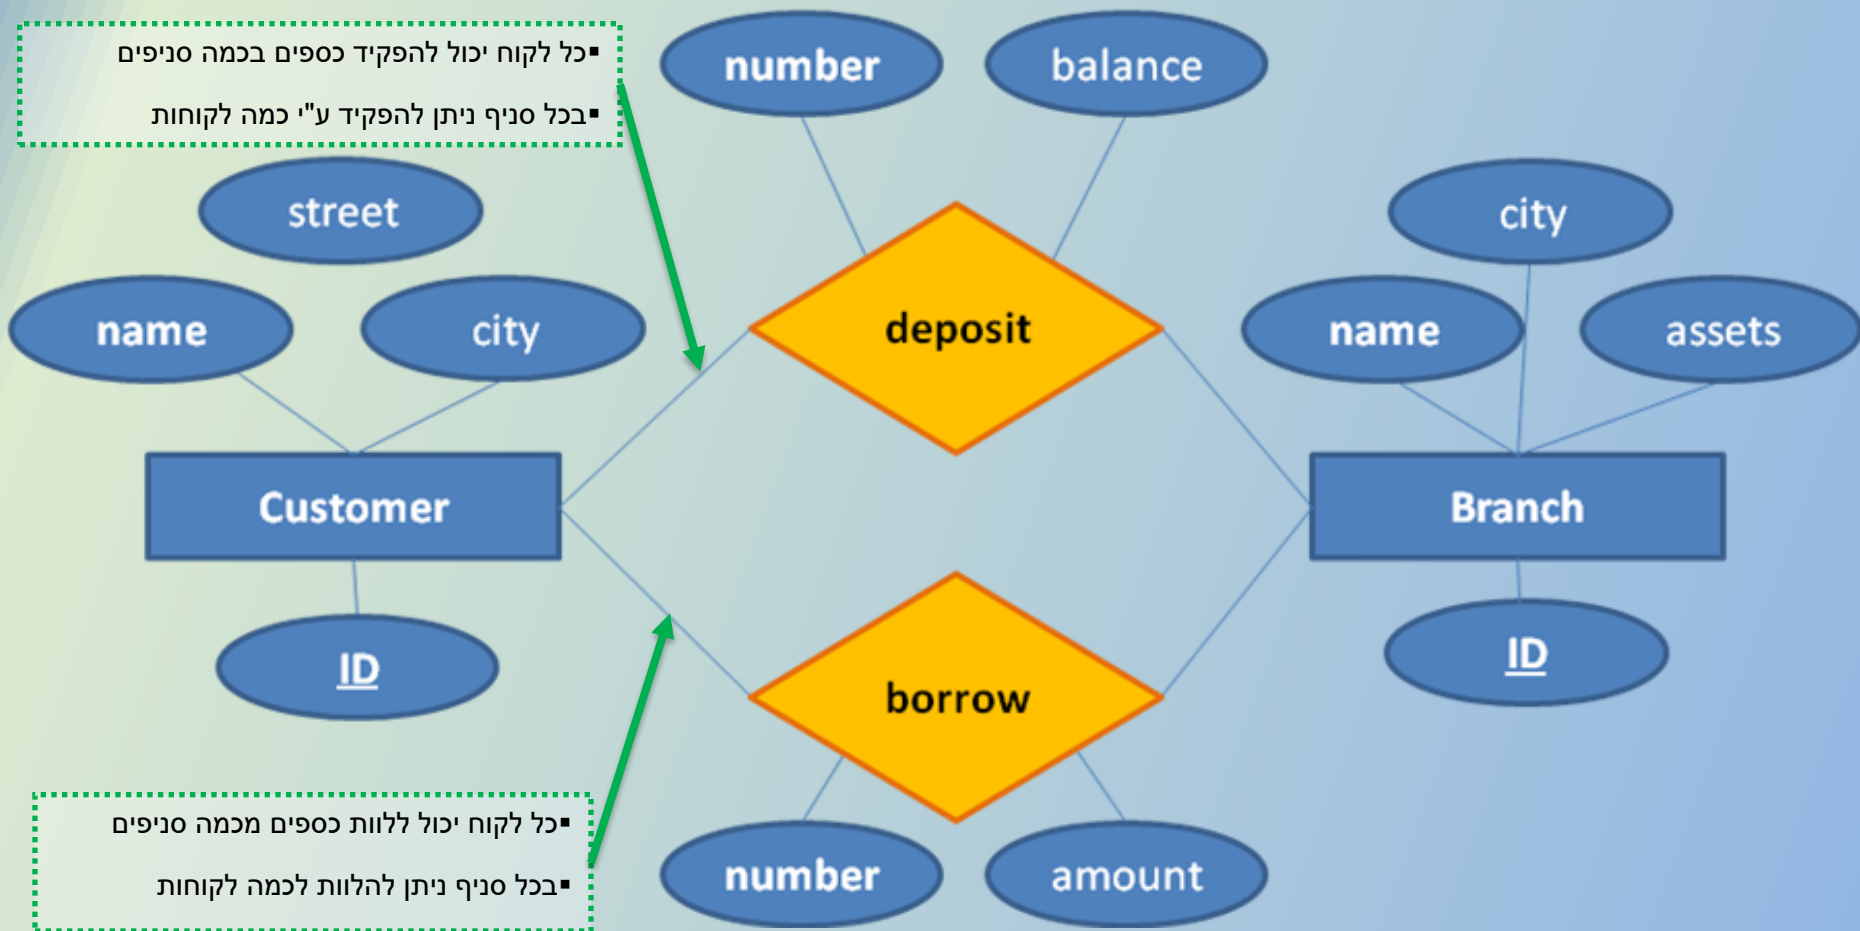 ▪כל לקוח יכול להפקיד כספים בכמה סניפים
▪בכל סניף ניתן להפקיד ע"י כמה לקוחות
number
balance
street
city
name
city
name
assets
deposit
Customer
Branch
ID
ID
borrow
▪כל לקוח יכול ללוות כספים מכמה סניפים
▪בכל סניף ניתן להלוות לכמה לקוחות
number
amount